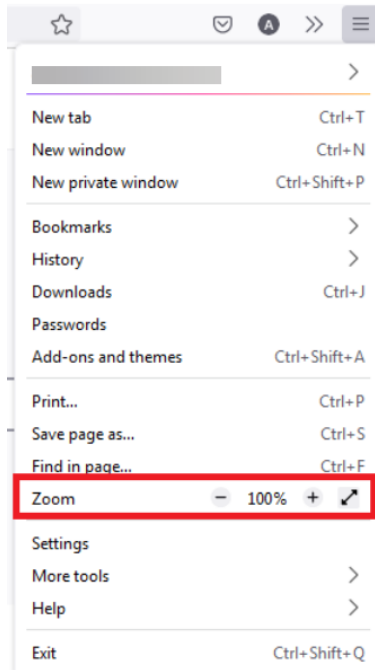 A
New tab Ctrl+T
New window Ctrl+N
New private window Ctrl+Shift+P
Bookmarks
History
Downloads Ctrl+J
Passwords
Add-ons and themes Ctrl+Shift+A
Print... Ctrl+P
Save page as... Ctrl+S
Find in page... Ctrl+F
Zoom − 100% +
Settings
More tools
Help
Exit Ctrl+Shift+Q